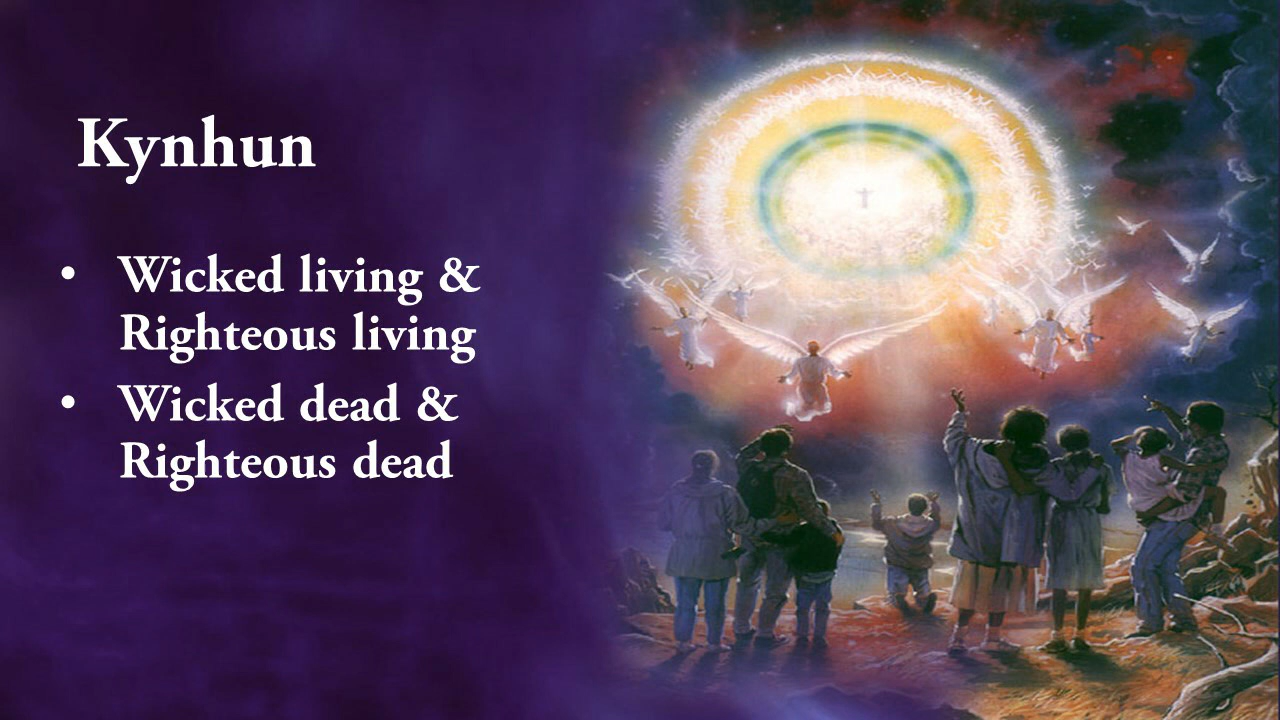 Kynhun
• Wicked living &
Righteous living
• Wicked dead &
Righteous dead